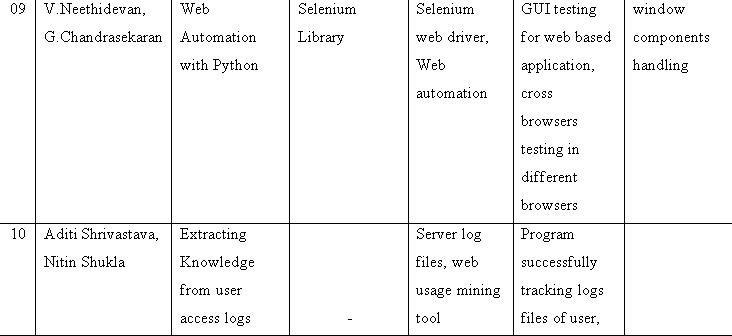 09
V.Neethidevan,
G.Chandrasekaran
Web
Automation
with Python
Selenium
Library
Selenium
web driver,
Web
automation
GUI testing
for web based
application,
cross
browsers
testing in
different
browsers
window
components
handling
10
Aditi Shrivastava,
Nitin Shukla
Extracting
Knowledge
from user
access logs
-
Server log
files, web
usage mining
tool
Program
successfully
tracking logs
files of user,